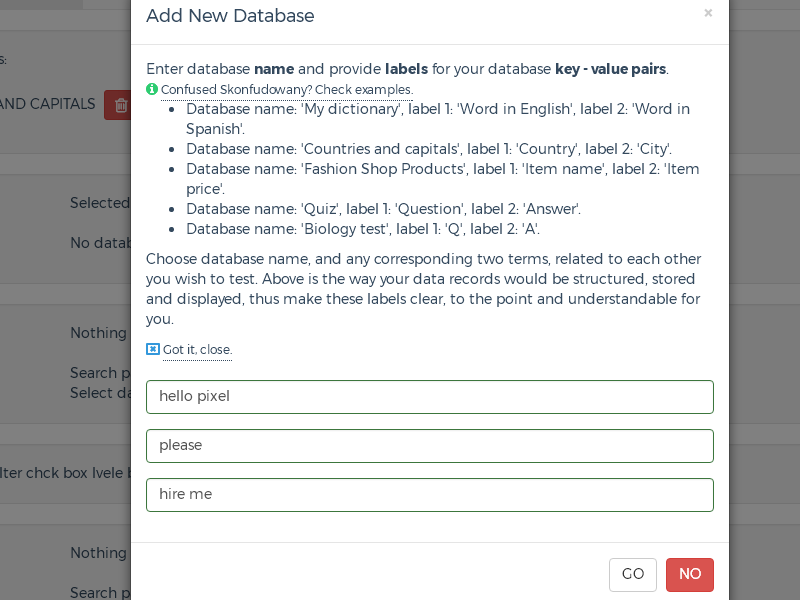 Add New Database
×
s:
AND CAPITALS
Selected
No datab
Nothing
Search p
Select da
lter chck box lvele b
Nothing
Search p
Enter database name and provide labels for your database key - value pairs.
Confused Skonfudowany? Check examples.
Database name: 'My dictionary', label 1: 'Word in English', label 2: 'Word in
Spanish'.
Database name: 'Countries and capitals', label 1: 'Country', label 2: 'City'.
Database name: 'Fashion Shop Products', label 1: 'Item name', label 2: 'Item
price'.
Database name: 'Quiz', label 1: 'Question', label 2: 'Answer'.
Database name: 'Biology test', label 1: 'Q', label 2: 'A'.
Choose database name, and any corresponding two terms, related to each other
you wish to test. Above is the way your data records would be structured, stored
and displayed, thus make these labels clear, to the point and understandable for
you.
Got it, close.
hello pixel
please
hire me
GO NO